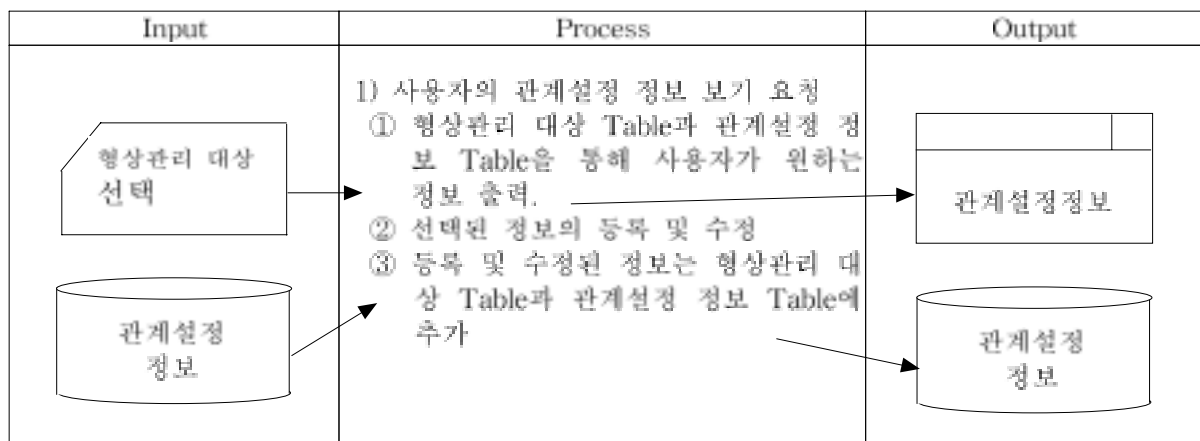 Input
Process
Output
형상관리 대상
선택
관계설정
정보
1) 사용자의 관계설정 정보 보기 요청
① 형상관리 대상 Table과 관계설정 정
보 Table을 통해 사용자가 원하는
정보 출력.
② 선택된 정보의 등록 및 수정
③ 등록 및 수정된 정보는 형상관리 대
상 Table과 관계설정 정보 Table에
추가
관계설정정보
관계설정
정보